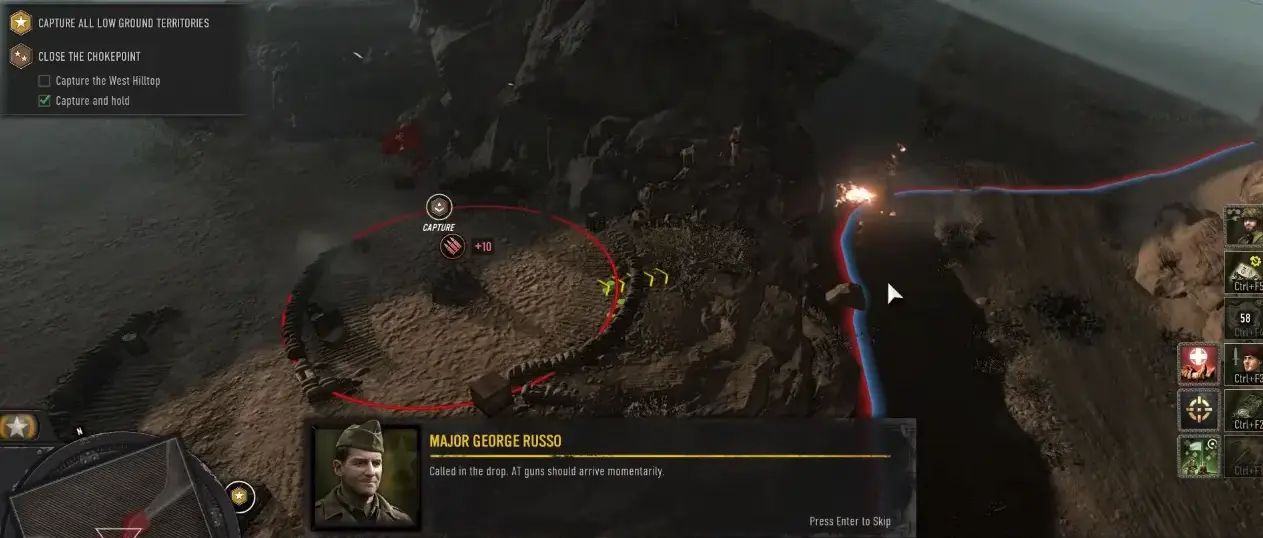 CAPTURE ALL LOW GROUND TERRITORIES
CLOSE THE CHOKEPOINT
Capture the West Hilltop
Capture and hold
CAPTURE
+10
Ctrl+F5
58
Ctrl+F3
Ctrl+F2
Ctrl+F1
N
MAJOR GEORGE RUSSO
Called in the drop. AT guns should arrive momentarily.
Press Enter to Skip